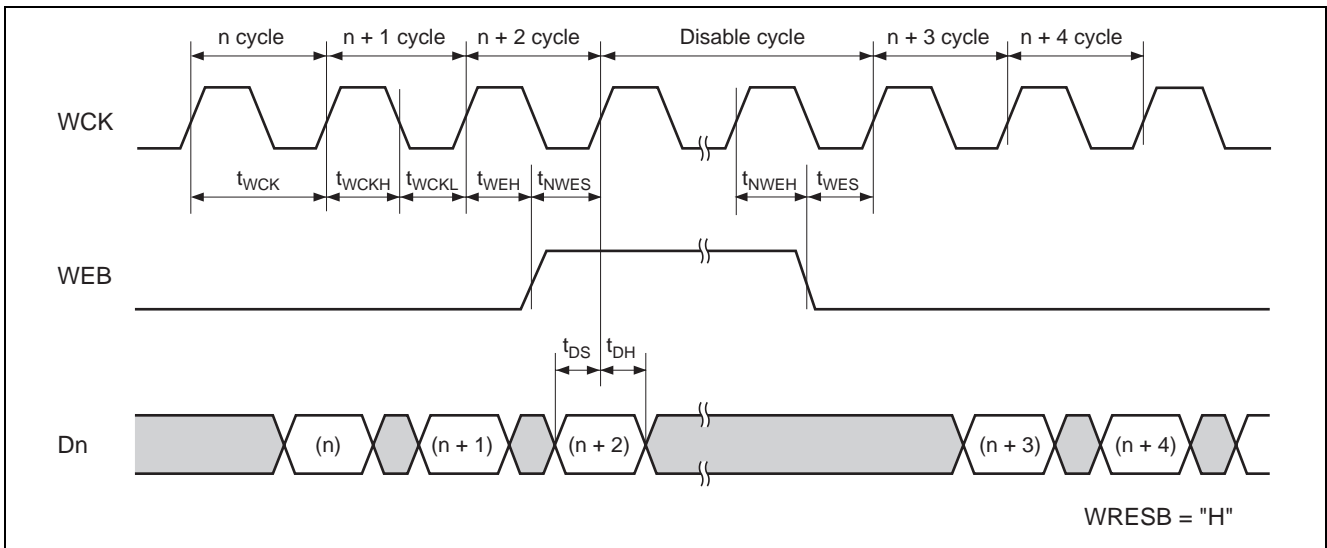 n cycle n + 1 cycle n + 2 cycle Disable cycle n + 3 cycle n + 4 cycle
WCK
tWCK tWCKH tWCKL tWEH tNWES tNWEH tWES
WEB
tDS tDH
Dn (n) (n + 1) (n + 2) (n + 3) (n + 4)
WRESB = "H"